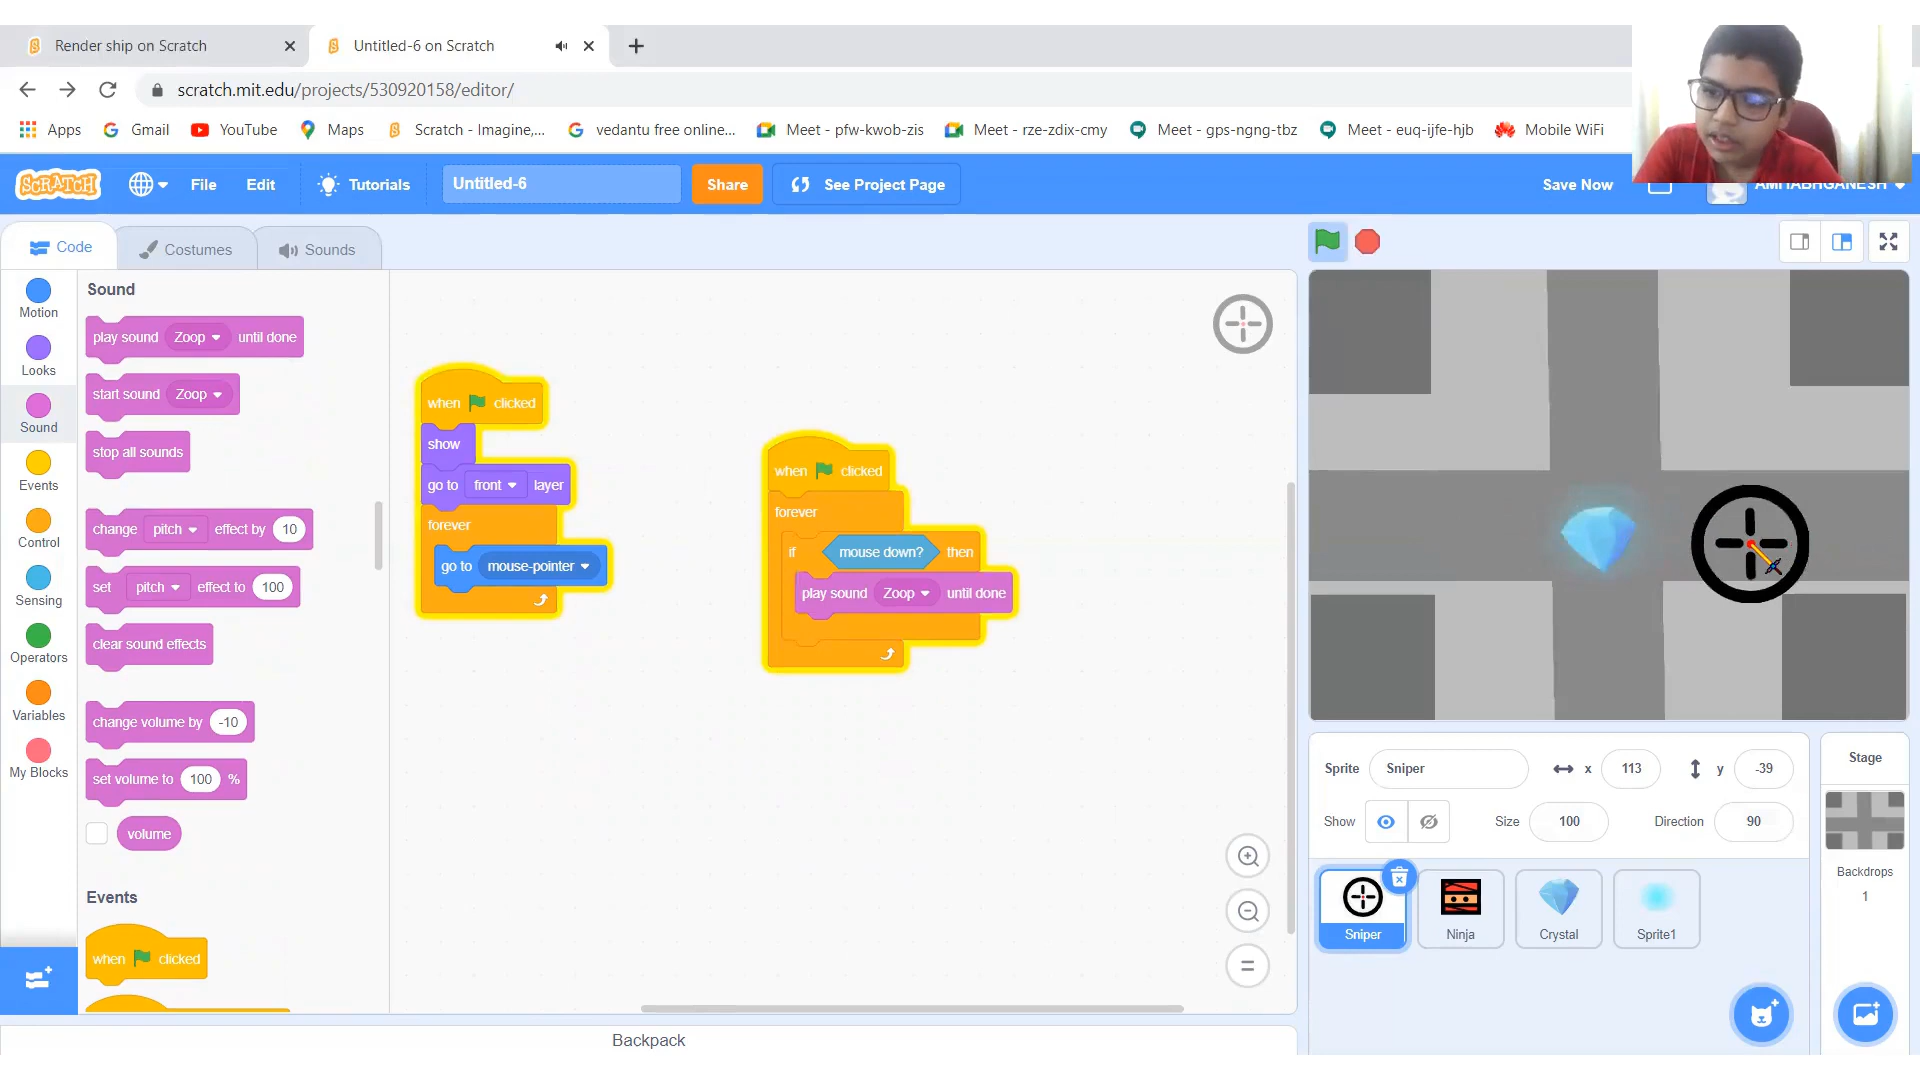 Render ship on Scratch
Untitled-6 on Scratch
scratch.mit.edu/projects/530920158/editor/
Apps
Gmail
YouTube
Maps
Scratch - Imagine,...
vedantu free online...
Meet - pfw-kwob-zis
Meet - rze-zdix-cmy
Meet - gps-ngng-tbz
Meet - euq-ijfe-hjb
Mobile WiFi
SCRATCH
File
Edit
Tutorials
Untitled-6
Share
See Project Page
Save Now
AMITABHGANESH
Code
Costumes
Sounds
Motion
Looks
Sound
Events
Control
Sensing
Operators
Variables
My Blocks
Sound
play sound Zoop until done
start sound Zoop
stop all sounds
change pitch effect by 10
set pitch effect to 100
clear sound effects
change volume by -10
set volume to 100 %
volume
Events
when clicked
when clicked
show
go to front layer
forever
go to mouse-pointer
when clicked
forever
if mouse down? then
play sound Zoop until done
Backpack
Sprite Sniper x 113 y -39
Show Size 100 Direction 90
Sniper
Ninja
Crystal
Sprite1
Stage
Backdrops
1